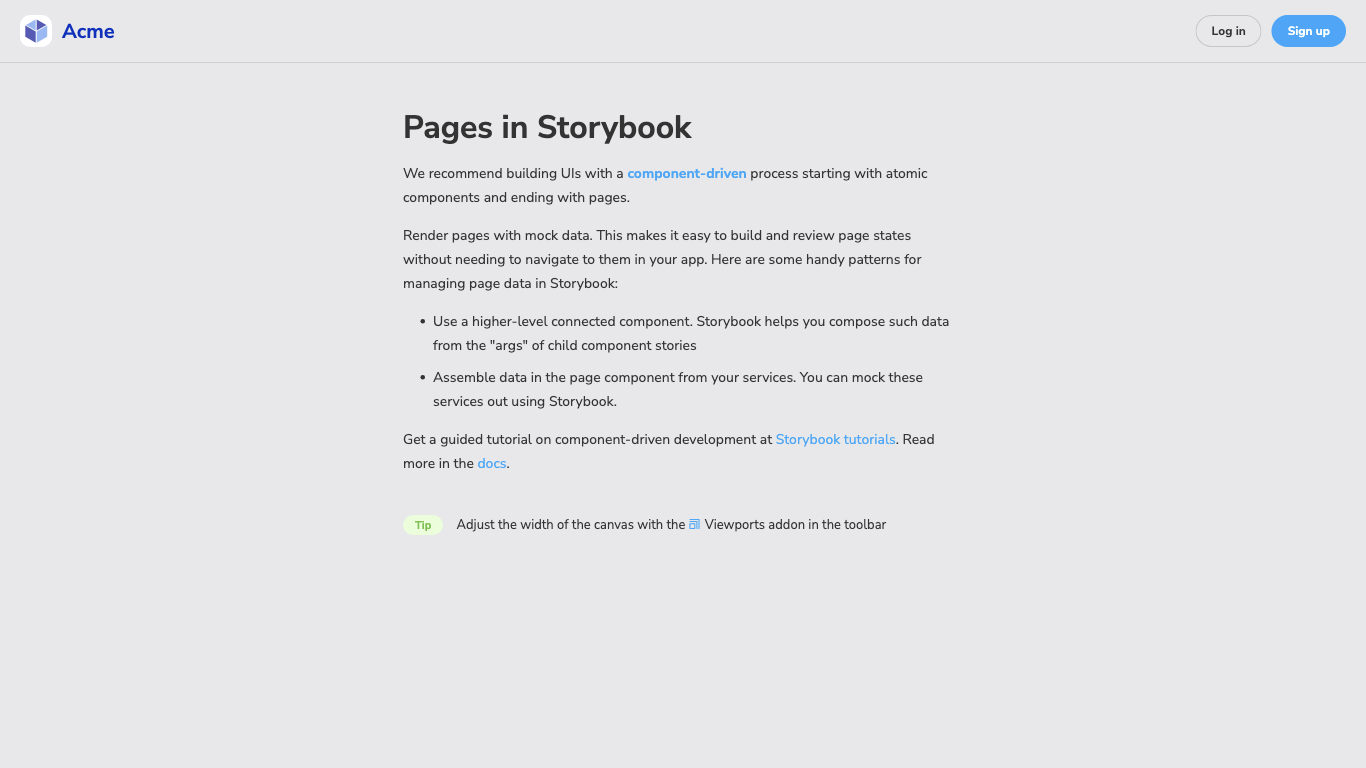 Acme
Log in
Sign up
Pages in Storybook
We recommend building UIs with a component-driven process starting with atomic
components and ending with pages.
Render pages with mock data. This makes it easy to build and review page states
without needing to navigate to them in your app. Here are some handy patterns for
managing page data in Storybook:
• Use a higher-level connected component. Storybook helps you compose such data
from the "args" of child component stories
• Assemble data in the page component from your services. You can mock these
services out using Storybook.
Get a guided tutorial on component-driven development at Storybook tutorials. Read
more in the docs.
Tip Adjust the width of the canvas with the Viewports addon in the toolbar